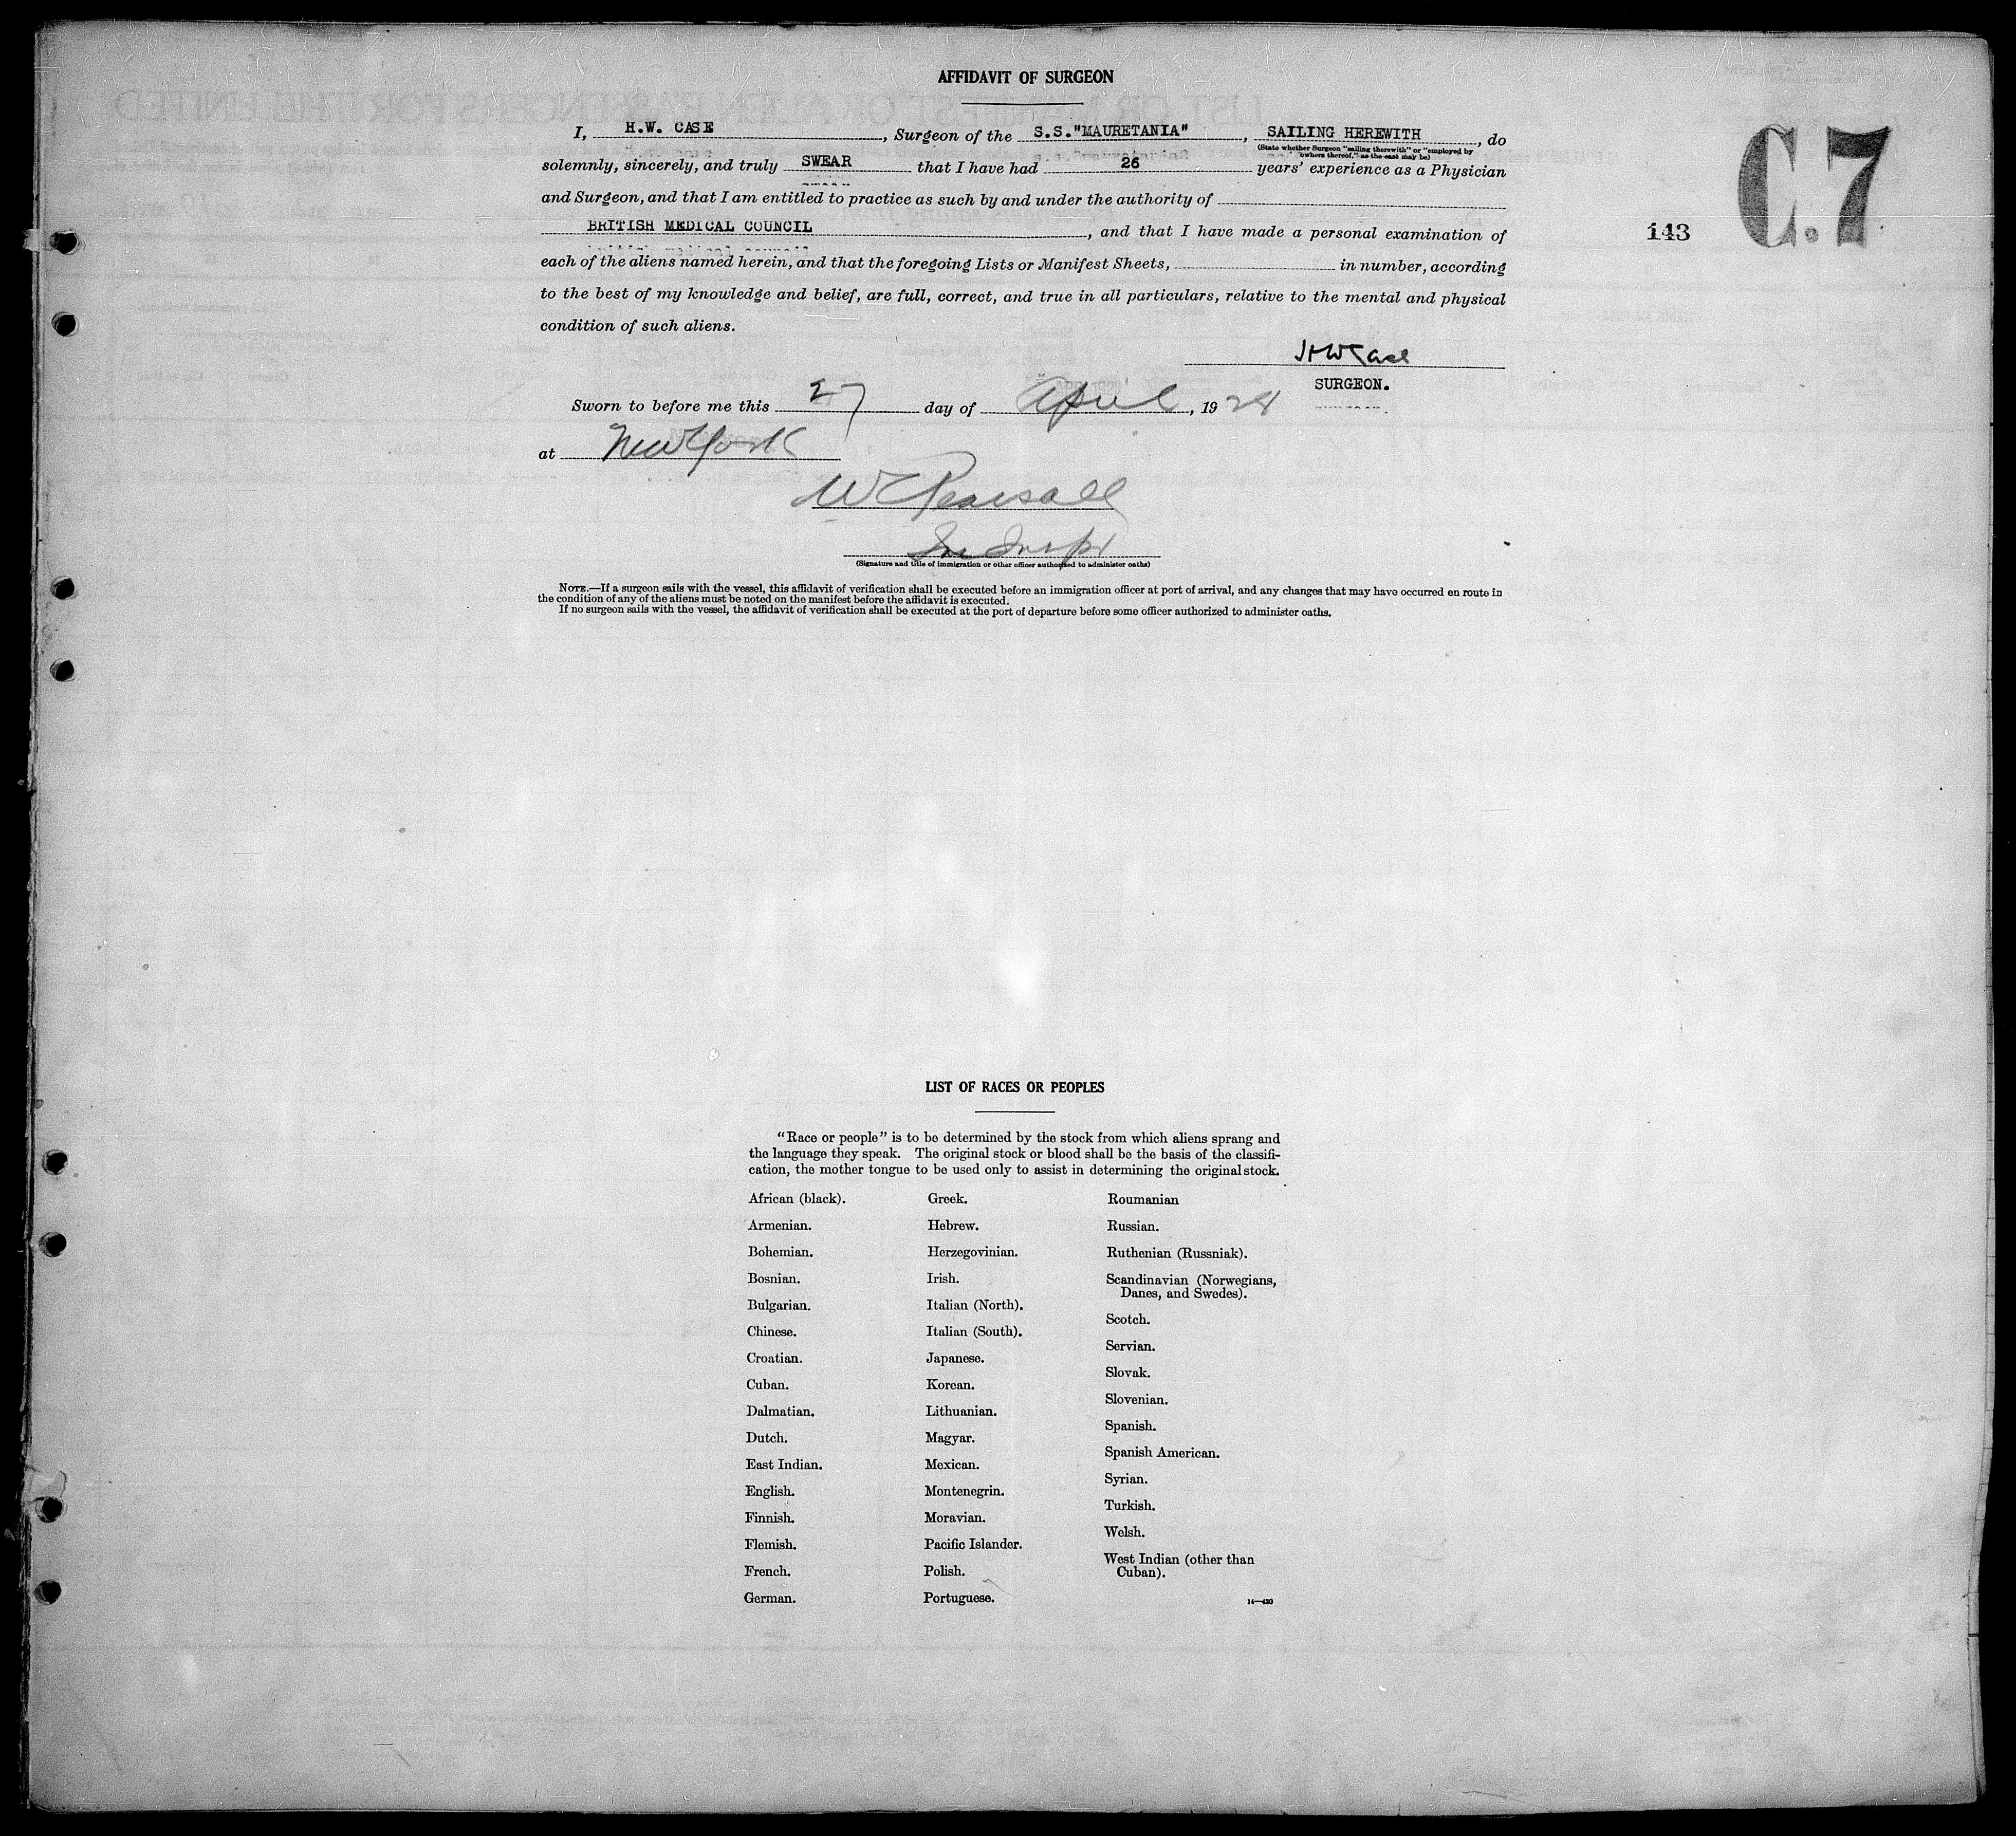 AFFIDAVIT OF SURGEON
I, H.W. CASE, Surgeon of the S.S."MAURETANIA", SAILING HEREWITH, do
(State whether Surgeon "sailing therewith" or "employed by
owners thereof," as the case may be)
solemnly, sincerely, and truly SWEAR that I have had 26 years' experience as a Physician
and Surgeon, and that I am entitled to practice as such by and under the authority of
BRITISH MEDICAL COUNCIL, and that I have made a personal examination of
143
C.7
each of the aliens named herein, and that the foregoing Lists or Manifest Sheets, in number, according
to the best of my knowledge and belief, are full, correct, and true in all particulars, relative to the mental and physical
condition of such aliens.
HW Case
SURGEON.
Sworn to before me this 27 day of April, 1928
at New York
W Pearsall
(Signature and title of immigration or other officer authorized to administer oaths)
NOTE.—If a surgeon sails with the vessel, this affidavit of verification shall be executed before an immigration officer at port of arrival, and any changes that may have occurred en route in
the condition of any of the aliens must be noted on the manifest before the affidavit is executed.
If no surgeon sails with the vessel, the affidavit of verification shall be executed at the port of departure before some officer authorized to administer oaths.
LIST OF RACES OR PEOPLES
"Race or people" is to be determined by the stock from which aliens sprang and
the language they speak. The original stock or blood shall be the basis of the classifi-
cation, the mother tongue to be used only to assist in determining the original stock.
African (black).
Armenian.
Bohemian.
Bosnian.
Bulgarian.
Chinese.
Croatian.
Cuban.
Dalmatian.
Dutch.
East Indian.
English.
Finnish.
Flemish.
French.
German.
Greek.
Hebrew.
Herzegovinian.
Irish.
Italian (North).
Italian (South).
Japanese.
Korean.
Lithuanian.
Magyar.
Mexican.
Montenegrin.
Moravian.
Pacific Islander.
Polish.
Portuguese.
Roumanian
Russian.
Ruthenian (Russniak).
Scandinavian (Norwegians,
Danes, and Swedes).
Scotch.
Servian.
Slovak.
Slovenian.
Spanish.
Spanish American.
Syrian.
Turkish.
Welsh.
West Indian (other than
Cuban).
14—430